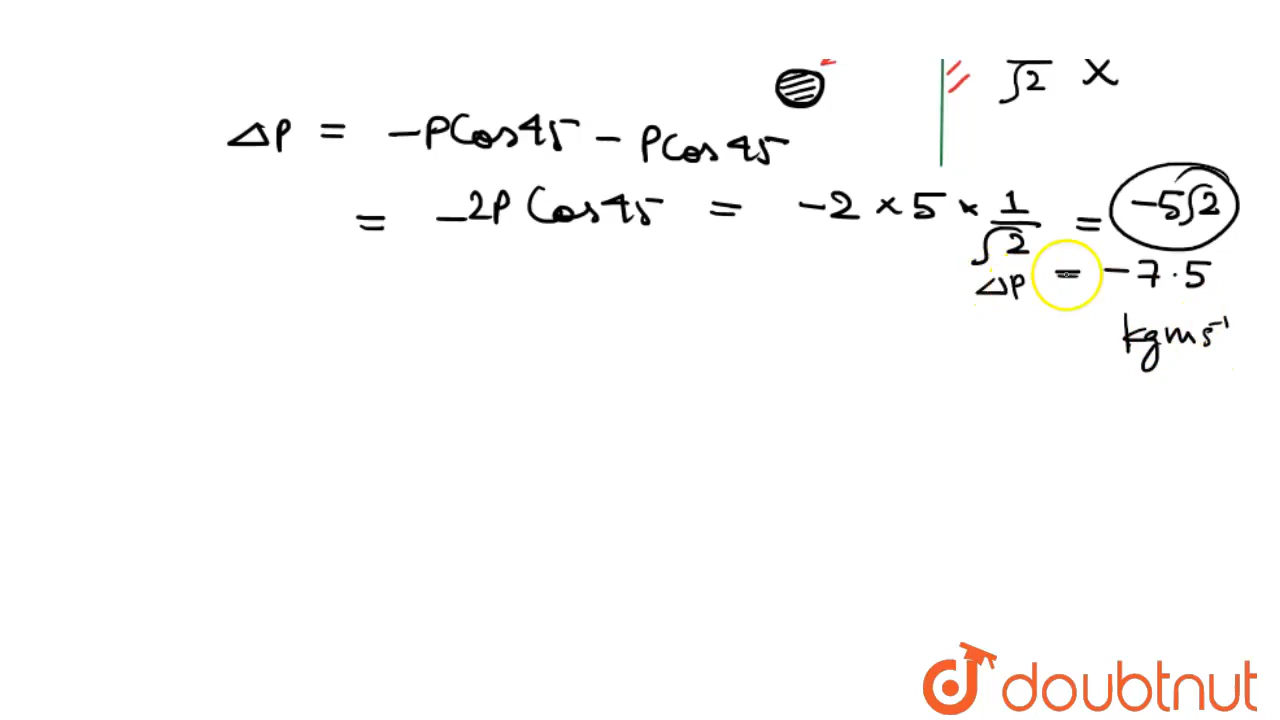 √2 ×
ΔP = -PCos45 - PCos45
= -2P Cos45 = -2 × 5 × 1/√2 = -5√2
ΔP = -7.5
kgms⁻¹
doubtnut